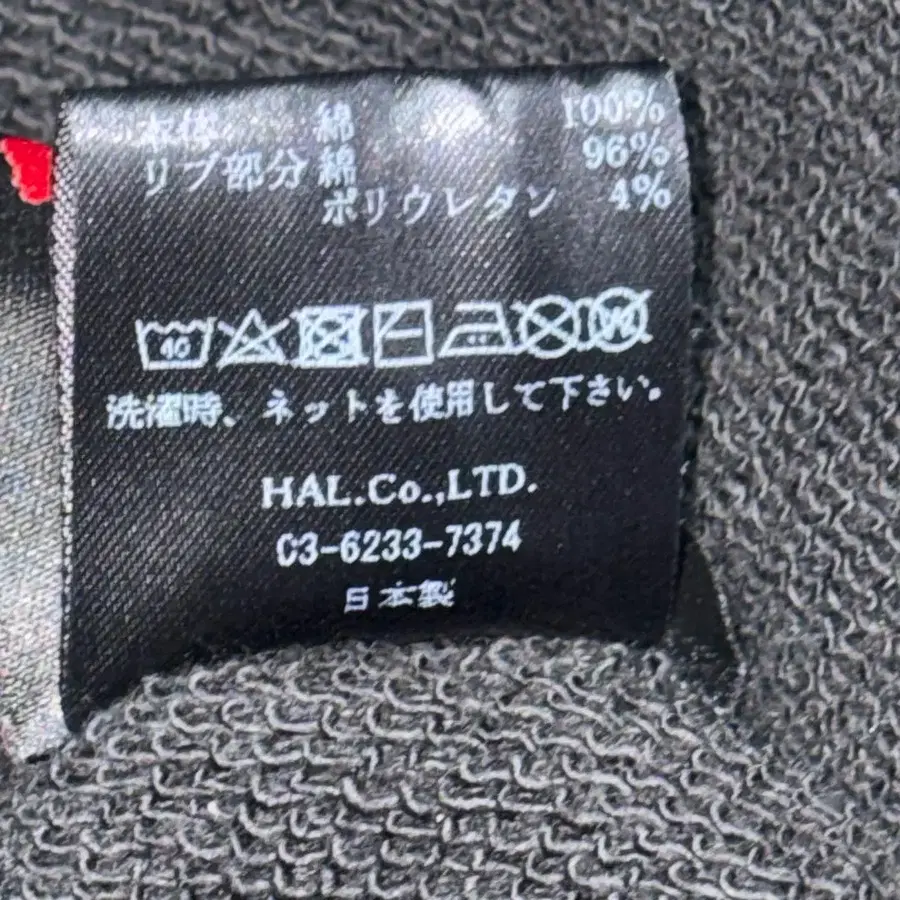 本体 綿 100%
リブ部分 綿 96%
ポリウレタン 4%
40
洗濯時、ネットを使用して下さい。
HAL.Co.,LTD.
03-6233-7374
日本製